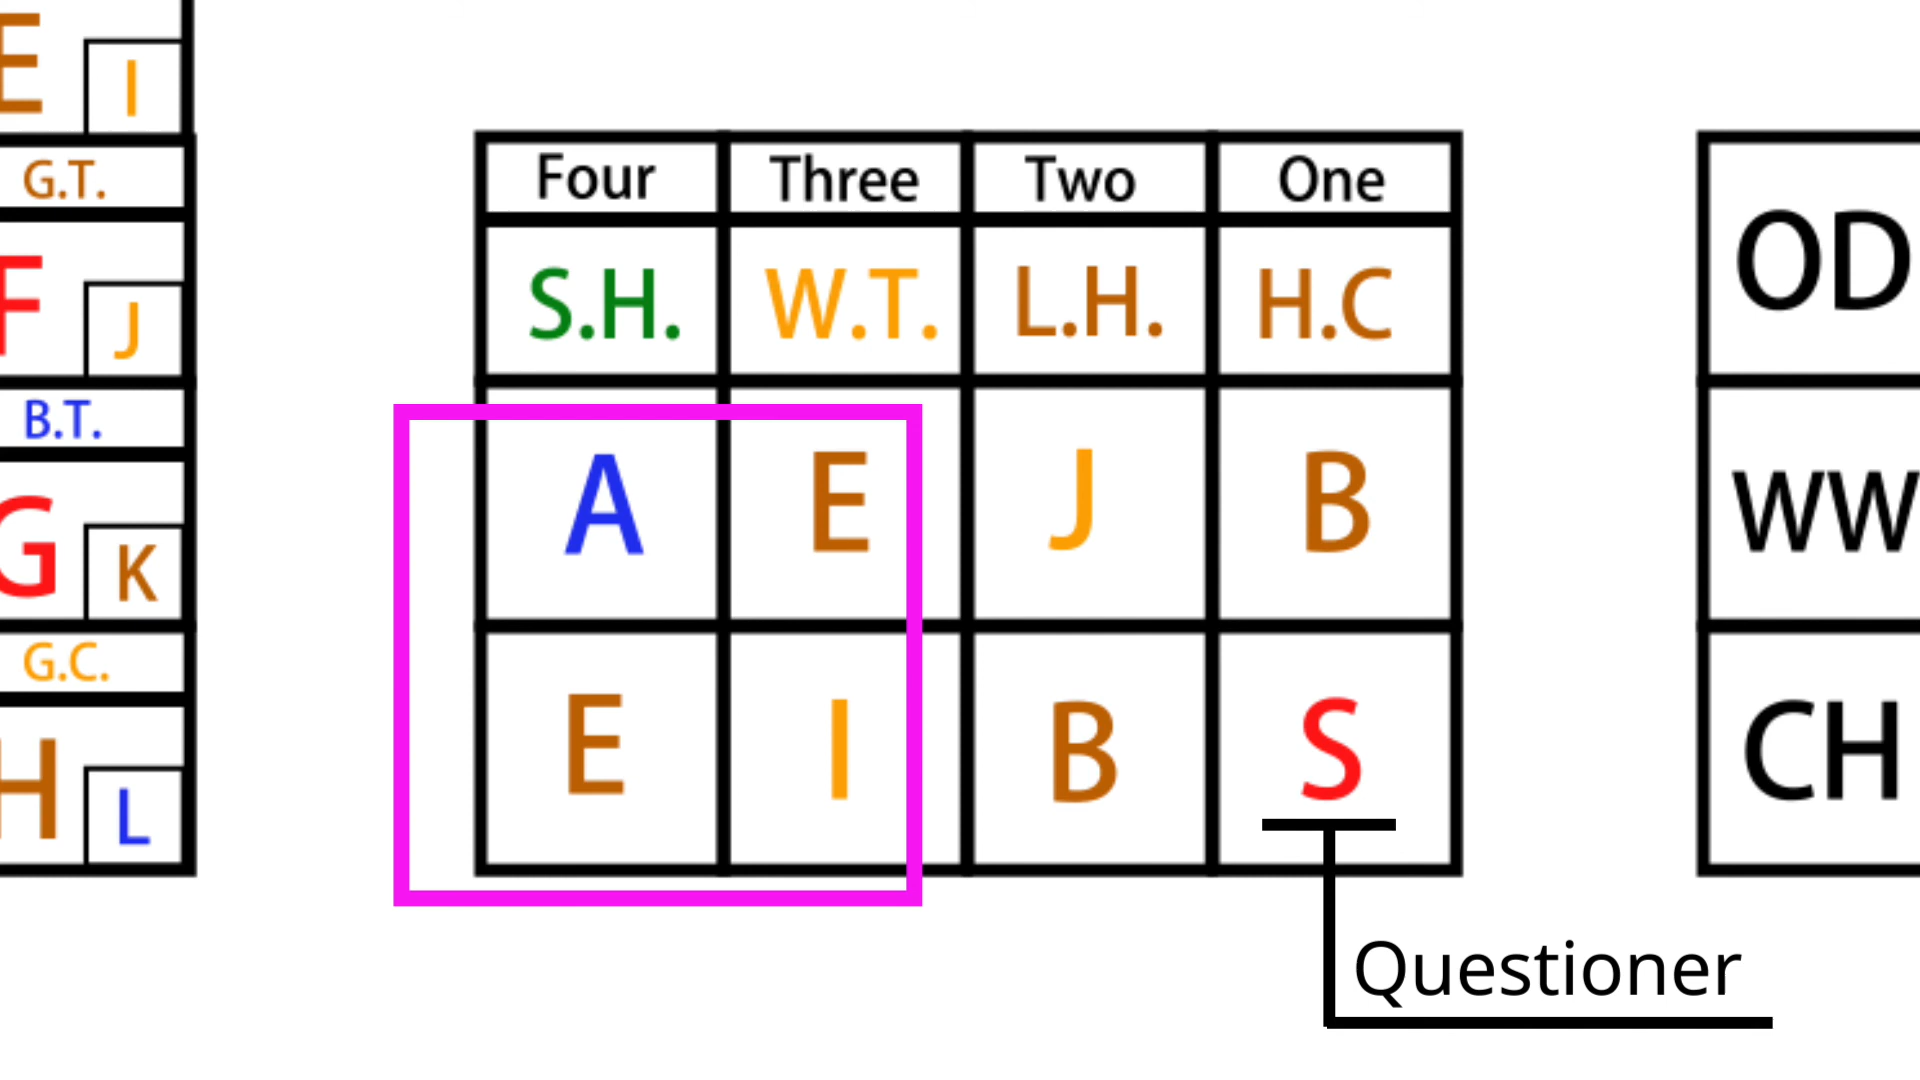 E I
G.T.
F J
B.T.
G K
G.C.
H L
Four Three Two One
S.H. W.T. L.H. H.C
A E J B
E I B S
Questioner
OD
WW
CH